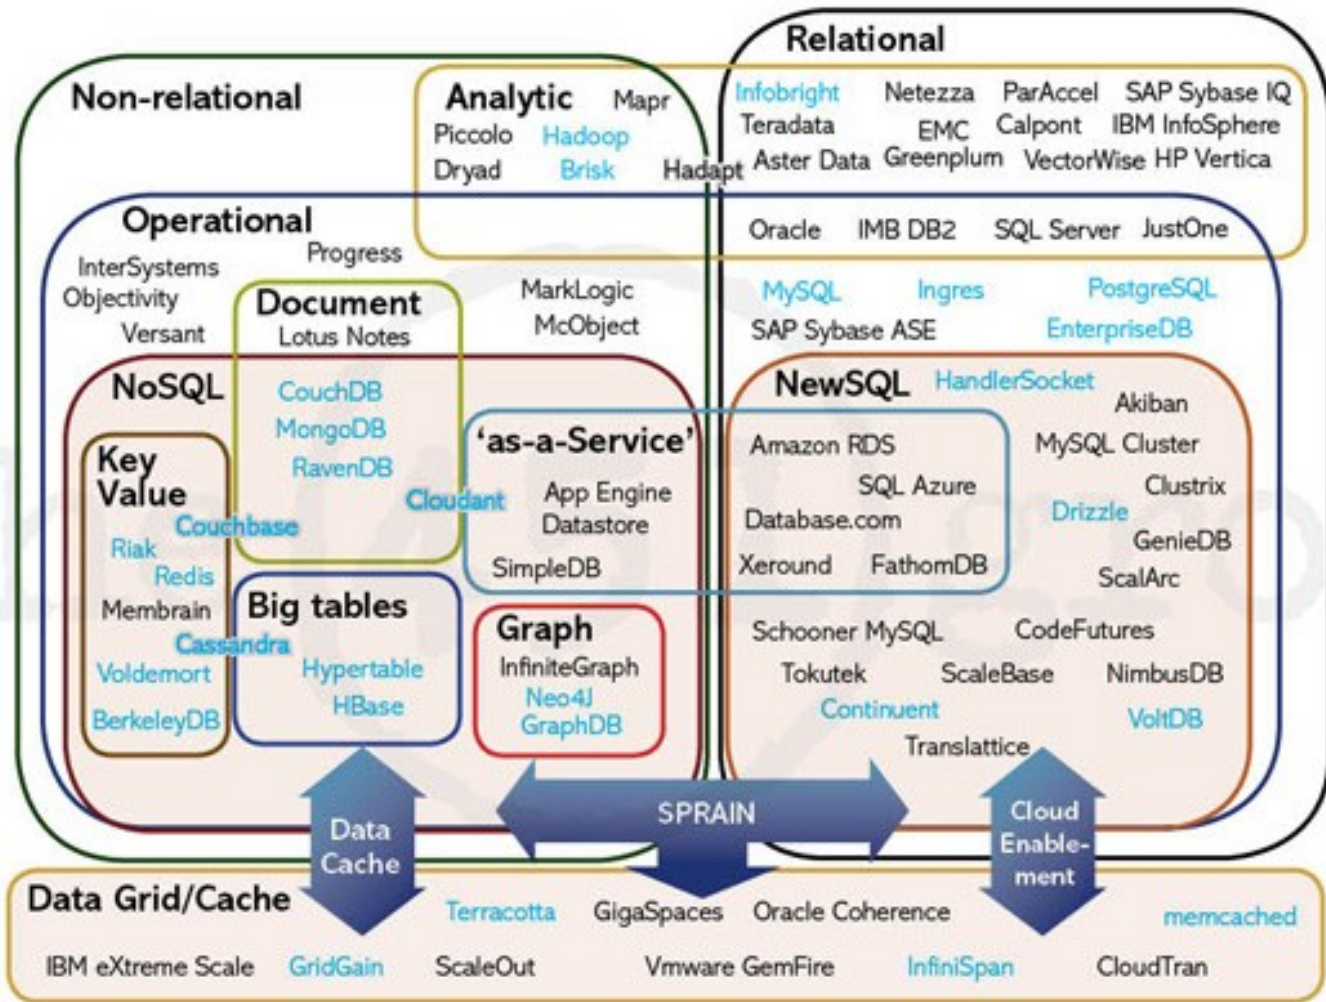 Relational
Non-relational
Analytic Mapr
Piccolo Hadoop
Dryad Brisk Hadapt
Infobright Netezza ParAccel SAP Sybase IQ
Teradata EMC Calpont IBM InfoSphere
Aster Data Greenplum VectorWise HP Vertica
Operational
Oracle IMB DB2 SQL Server JustOne
Progress
InterSystems
Objectivity
Versant
Document
Lotus Notes
MarkLogic
McObject
MySQL Ingres PostgreSQL
SAP Sybase ASE EnterpriseDB
NoSQL
CouchDB
MongoDB
RavenDB
Cloudant
Key
Value
Couchbase
Riak
Redis
Membrain
Cassandra
Voldemort
BerkeleyDB
Big tables
Hypertable
HBase
'as-a-Service'
App Engine
Datastore
SimpleDB
Graph
InfiniteGraph
Neo4J
GraphDB
NewSQL HandlerSocket
Akiban
Amazon RDS MySQL Cluster
SQL Azure Clustrix
Database.com Drizzle
GenieDB
Xeround FathomDB ScalArc
Schooner MySQL CodeFutures
Tokutek ScaleBase NimbusDB
Continuent VoltDB
Translattice
Data
Cache
SPRAIN
Cloud
Enable-
ment
Data Grid/Cache
Terracotta GigaSpaces Oracle Coherence memcached
IBM eXtreme Scale GridGain ScaleOut Vmware GemFire InfiniSpan CloudTran